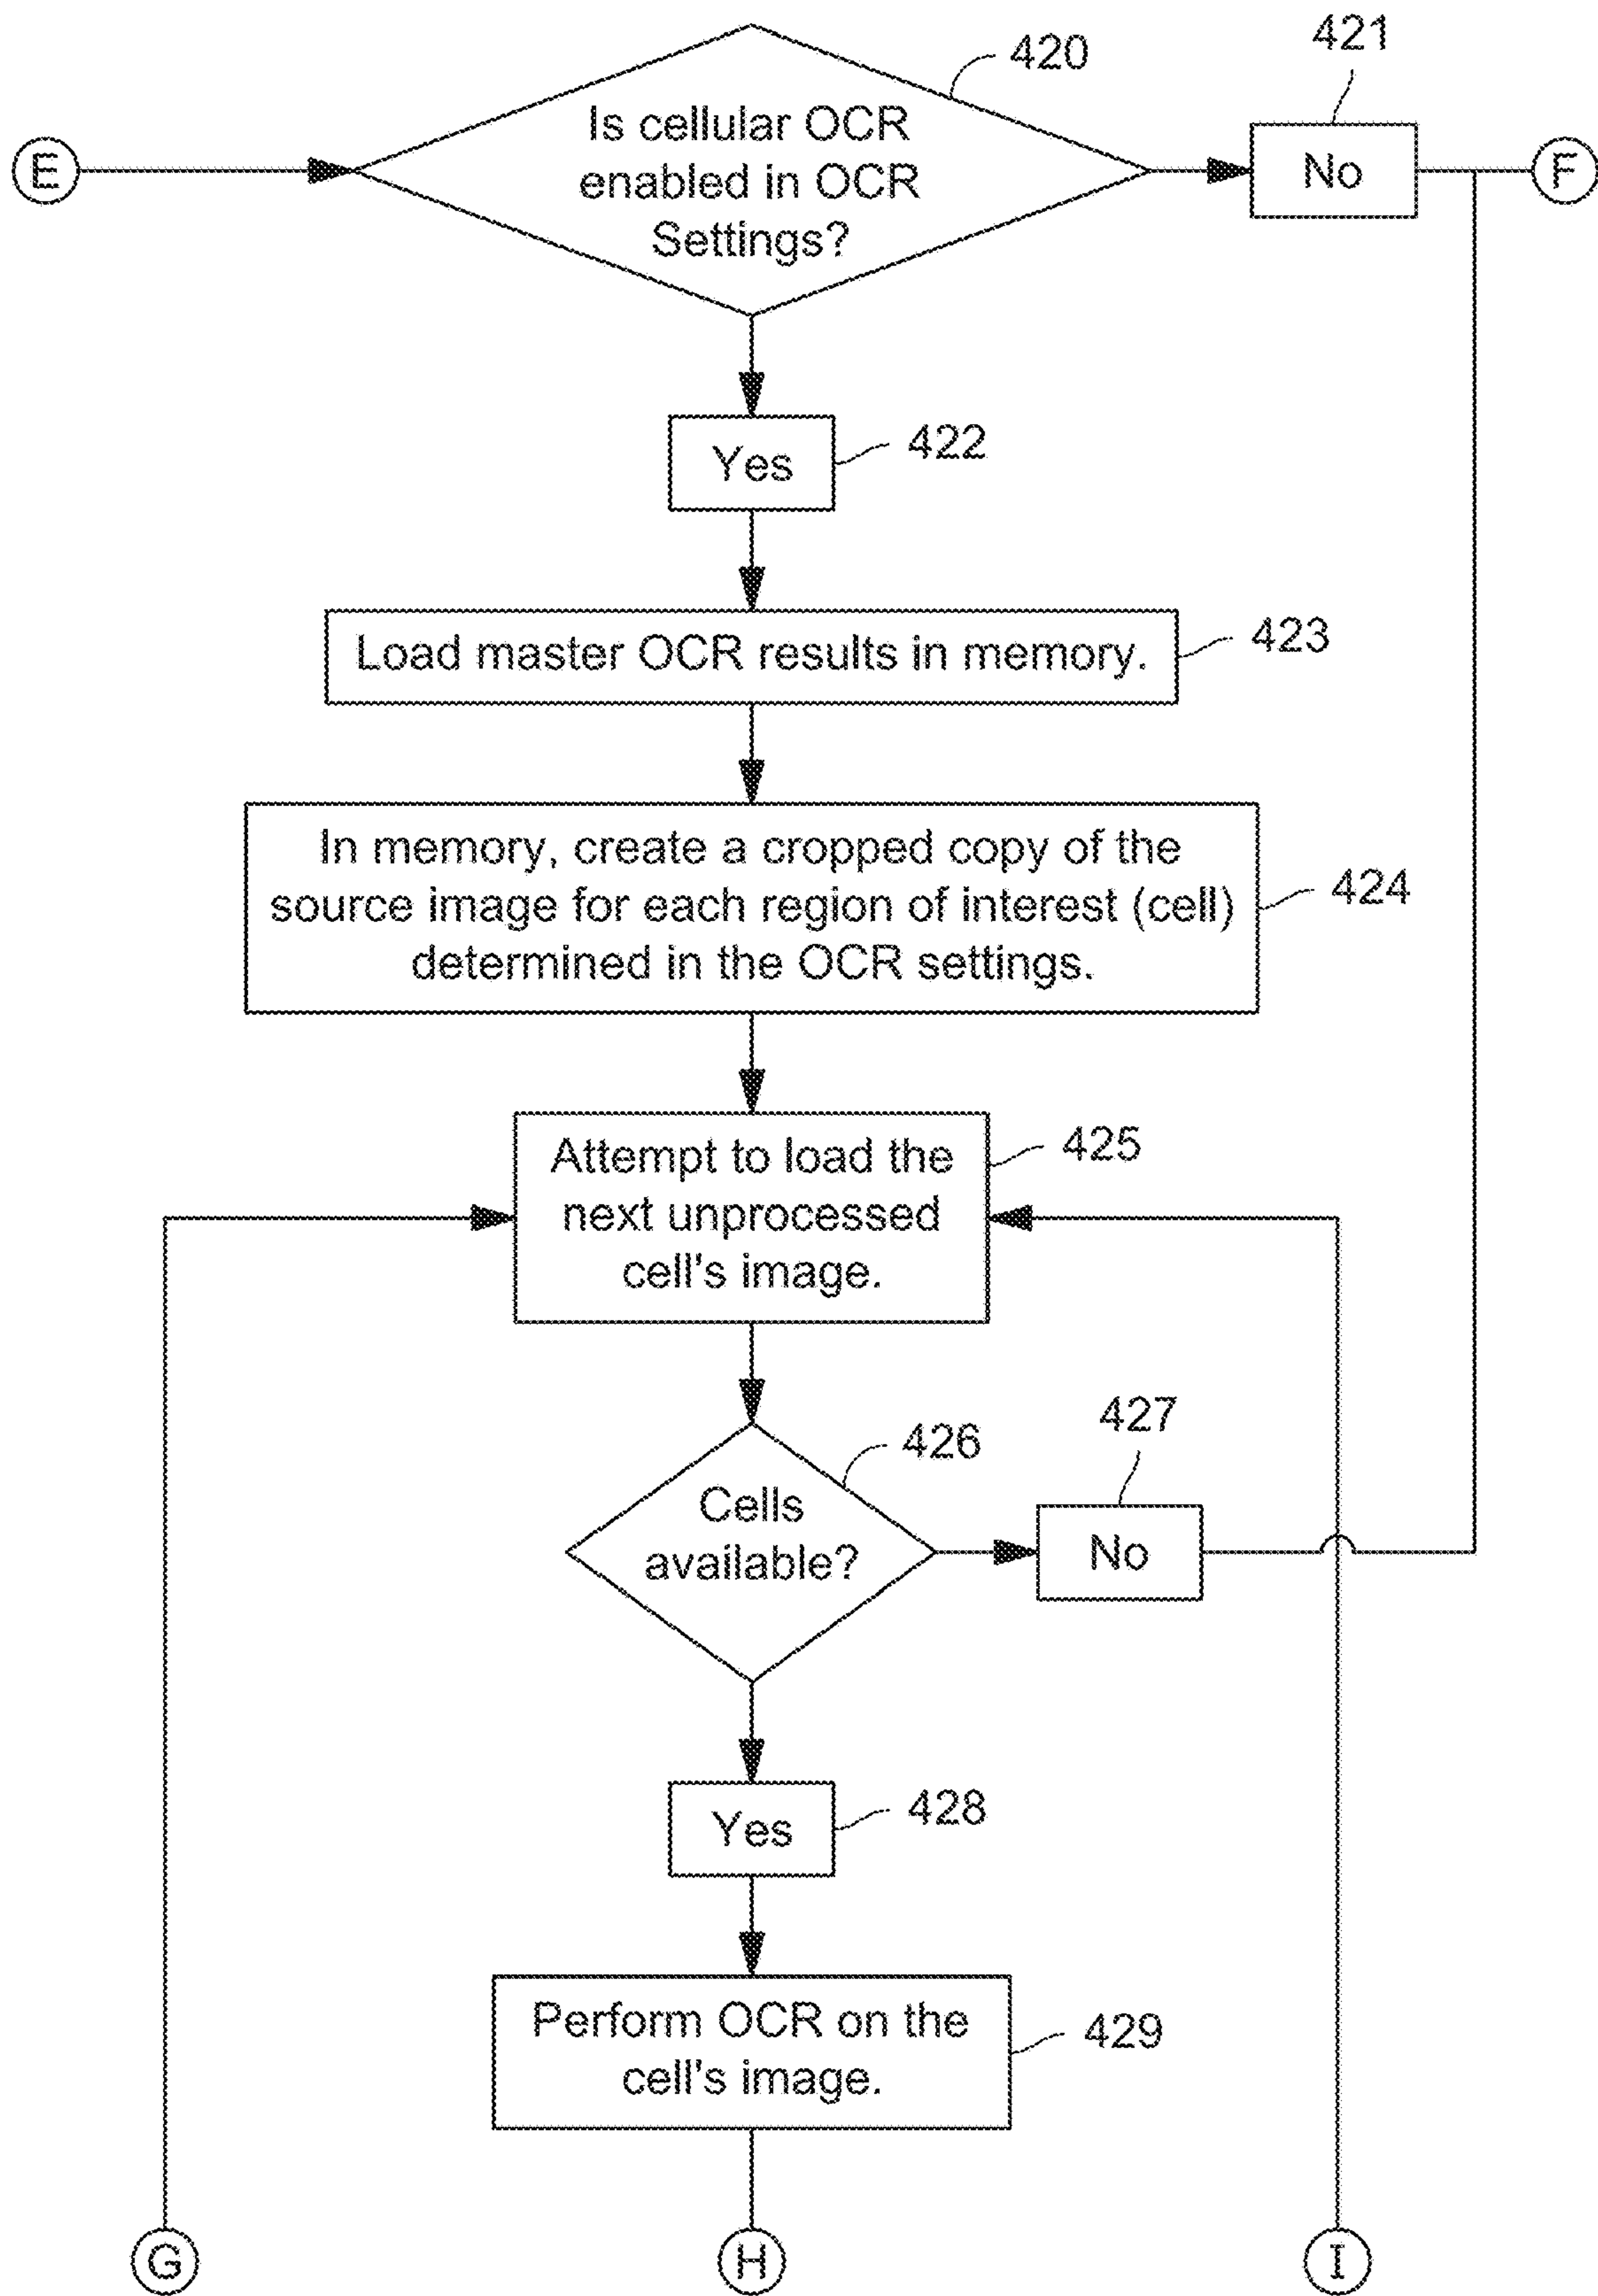 420
421
Is cellular OCR
enabled in OCR
Settings?
E
No
F
Yes
422
Load master OCR results in memory.
423
In memory, create a cropped copy of the
source image for each region of interest (cell)
determined in the OCR settings.
424
Attempt to load the
next unprocessed
cell's image.
425
Cells
available?
426
427
No
Yes
428
Perform OCR on the
cell's image.
429
G
H
I